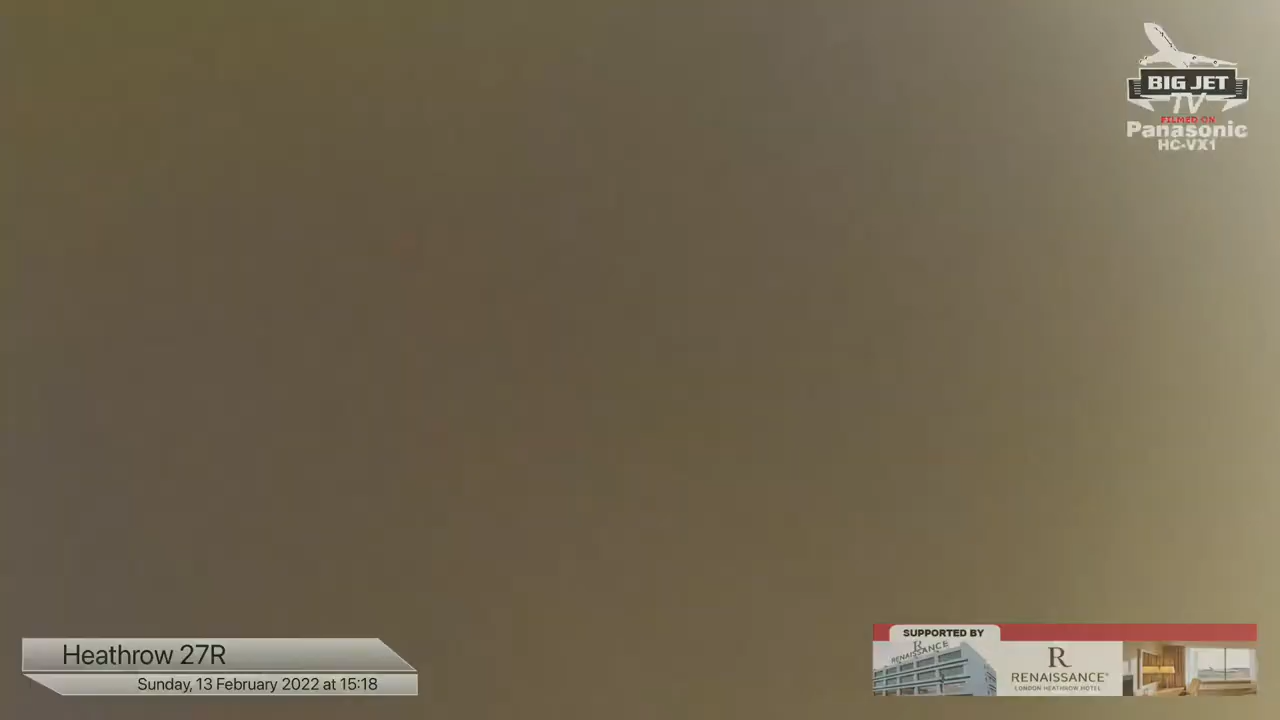 BIG JET
TV
FILMED ON
Panasonic
HC-VX1
Heathrow 27R
Sunday, 13 February 2022 at 15:18
SUPPORTED BY
RENAISSANCE
R
RENAISSANCE
LONDON HEATHROW HOTEL